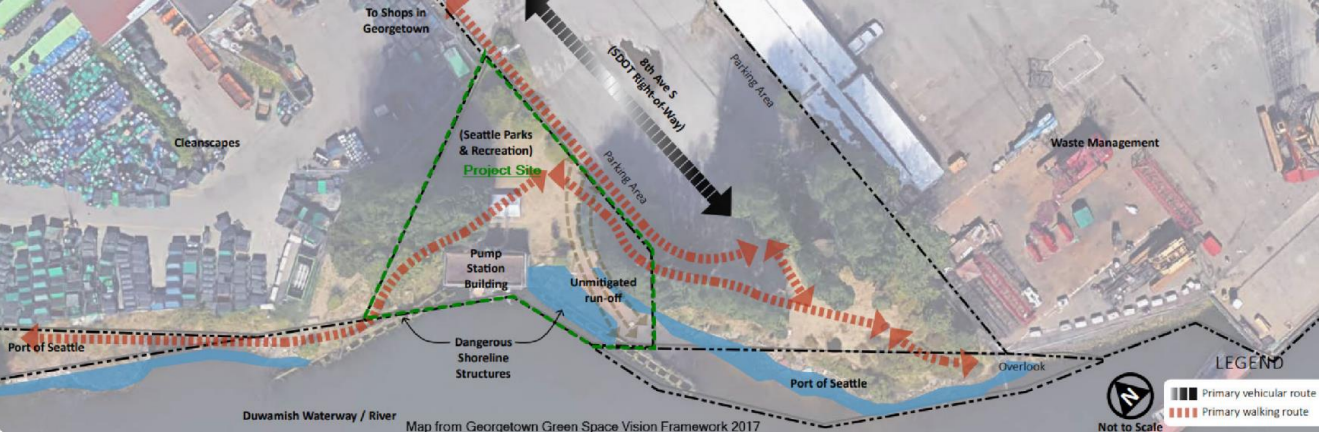 To Shops in
Georgetown
8th Ave S
(SDOT Right-of-Way)
Parking Area
Cleanscapes
(Seattle Parks
& Recreation)
Project Site
Parking Area
Waste Management
Pump
Station
Building
Unmitigated
run-off
Port of Seattle
Dangerous
Shoreline
Structures
Port of Seattle
Overlook
LEGEND
N
Primary vehicular route
Primary walking route
Not to Scale
Duwamish Waterway / River
Map from Georgetown Green Space Vision Framework 2017